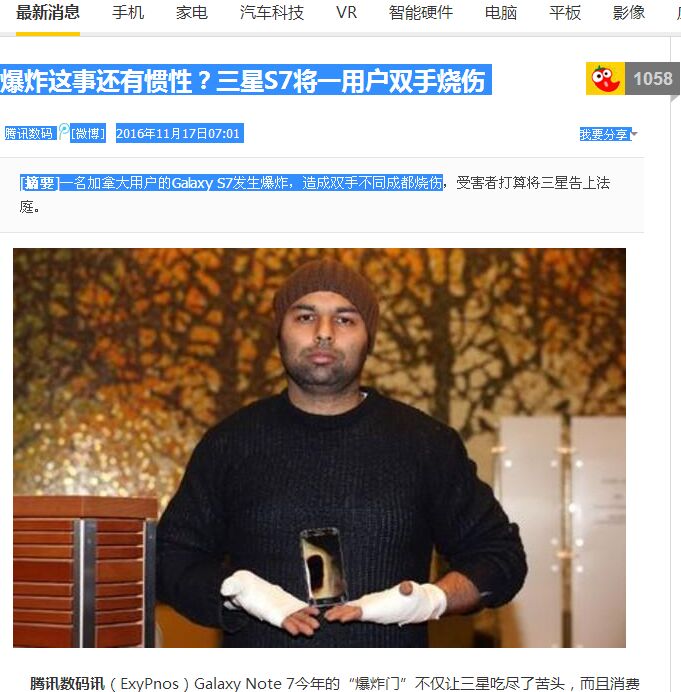 最新消息 手机 家电 汽车科技 VR 智能硬件 电脑 平板 影像
爆炸这事还有惯性？三星S7将一用户双手烧伤
1058
腾讯数码 [微博] 2016年11月17日07:01 我要分享
[摘要]一名加拿大用户的Galaxy S7发生爆炸，造成双手不同成都烧伤，受害者打算将三星告上法
庭。
腾讯数码讯（ExyPnos）Galaxy Note 7今年的“爆炸门”不仅让三星吃尽了苦头，而且消费